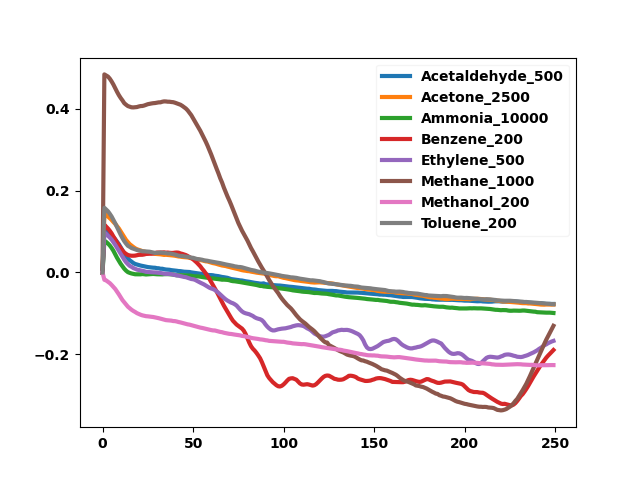 Acetaldehyde_500
Acetone_2500
Ammonia_10000
Benzene_200
Ethylene_500
Methane_1000
Methanol_200
Toluene_200
0.4
0.2
0.0
−0.2
0 50 100 150 200 250